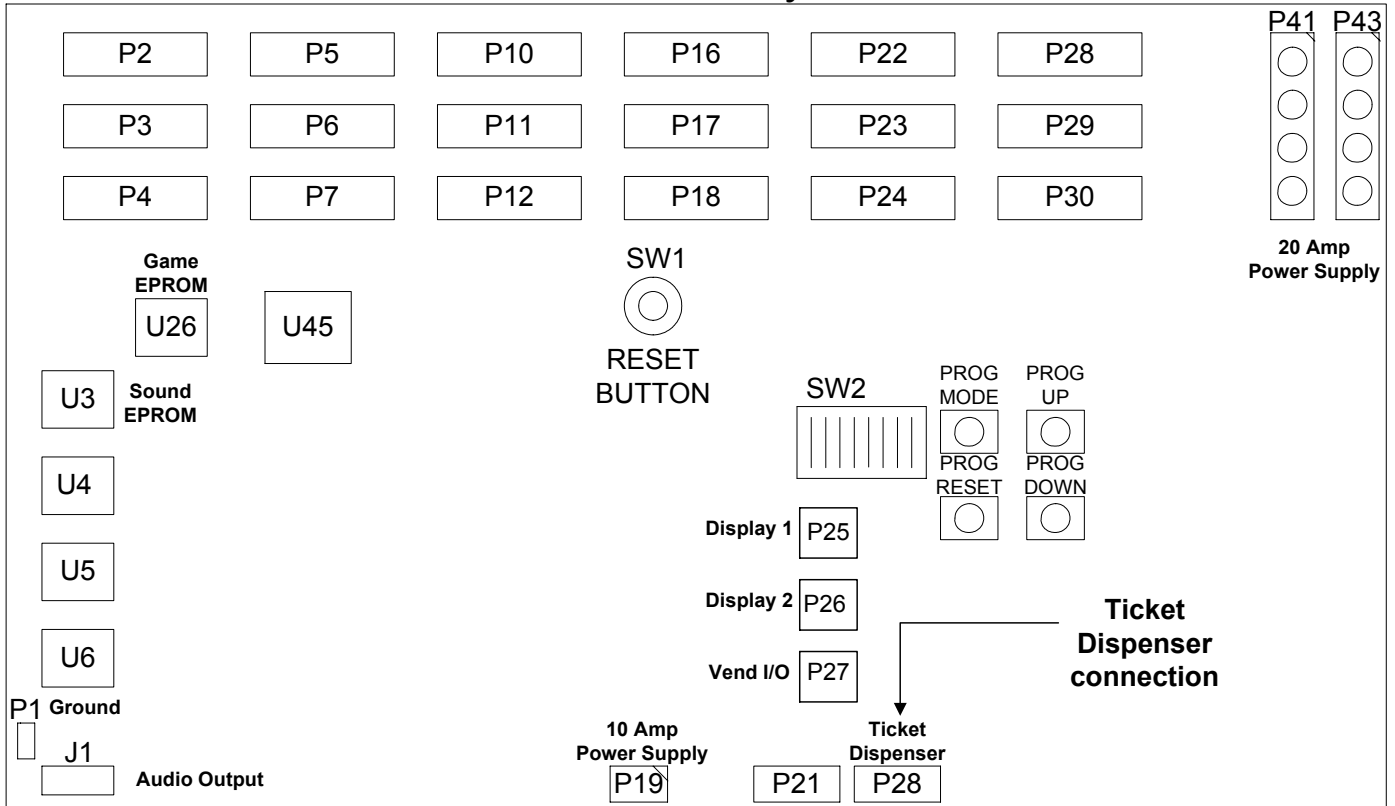 P41 P43
P2 P5 P10 P16 P22 P28
P3 P6 P11 P17 P23 P29
P4 P7 P12 P18 P24 P30
20 Amp
Power Supply
Game
EPROM
U26
U45
SW1
RESET
BUTTON
U3
Sound
EPROM
SW2
PROG
MODE
PROG
UP
PROG
RESET
PROG
DOWN
U4
Display 1 P25
U5
Display 2 P26
Ticket
Dispenser
connection
U6
Vend I/O P27
P1 Ground
J1
Audio Output
10 Amp
Power Supply
P19
P21
Ticket
Dispenser
P28